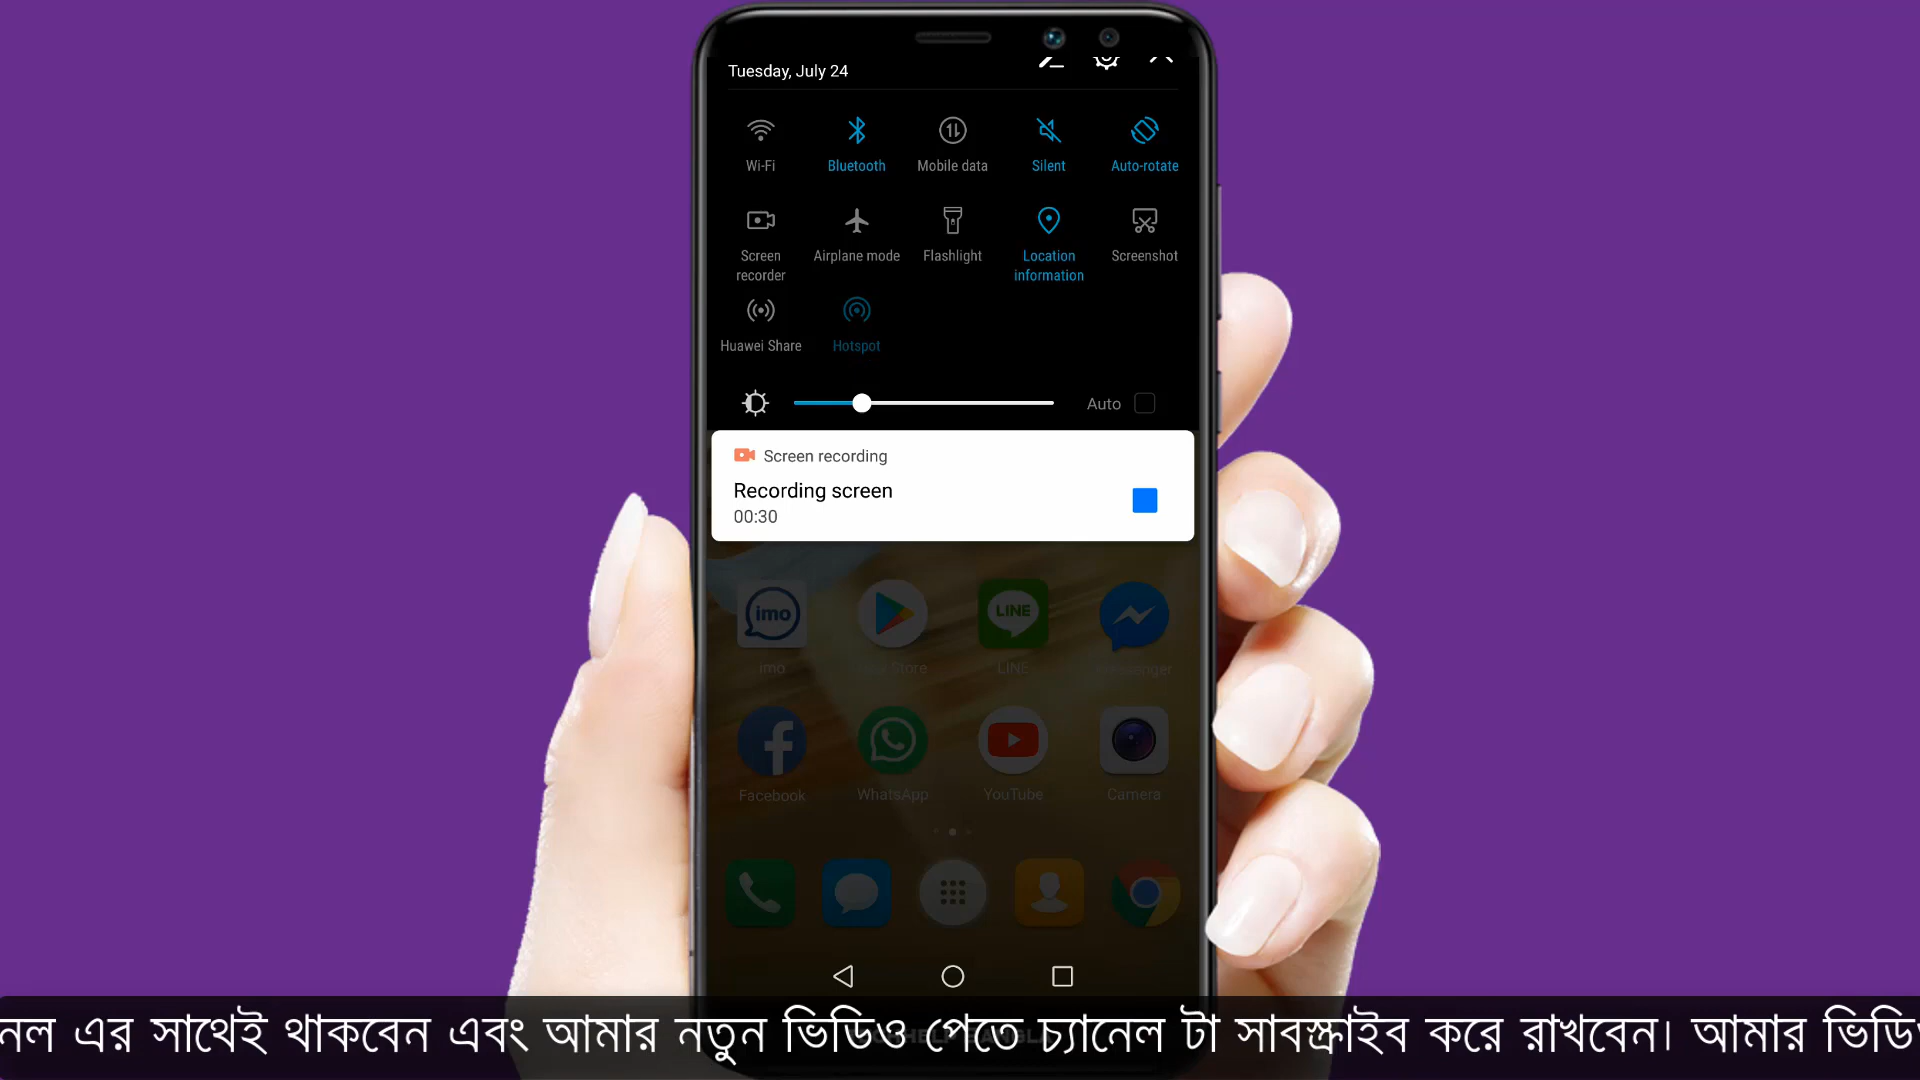 Tuesday, July 24
Wi-Fi Bluetooth Mobile data Silent Auto-rotate
Screen recorder Airplane mode Flashlight Location information Screenshot
Huawei Share Hotspot
Auto
Screen recording
Recording screen
00:30
imo
imo Store LINE
LINE
Facebook WhatsApp YouTube Camera
নল এর সাথেই থাকবেন এবং আমার নতুন ভিডিও পেতে চ্যানেল টা সাবস্ক্রাইব করে রাখবেন। আমার